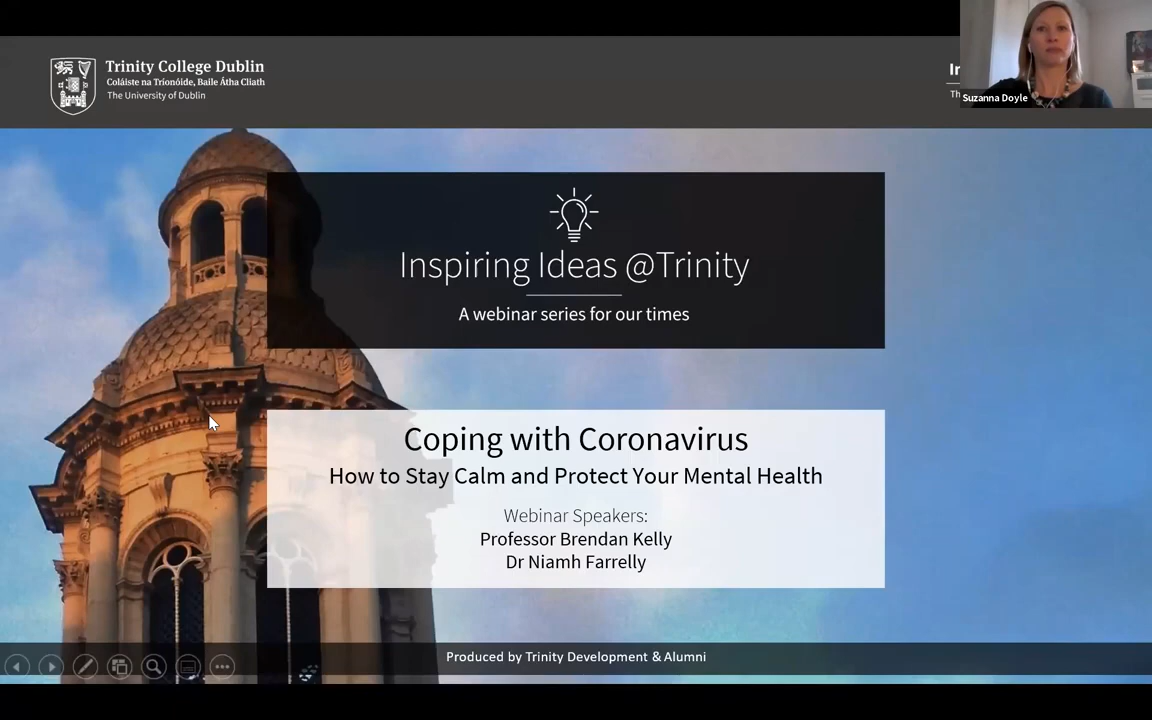 Trinity College Dublin
Coláiste na Tríonóide, Baile Átha Cliath
The University of Dublin
Suzanna Doyle
Inspiring Ideas @Trinity
A webinar series for our times
Coping with Coronavirus
How to Stay Calm and Protect Your Mental Health
Webinar Speakers:
Professor Brendan Kelly
Dr Niamh Farrelly
Produced by Trinity Development & Alumni